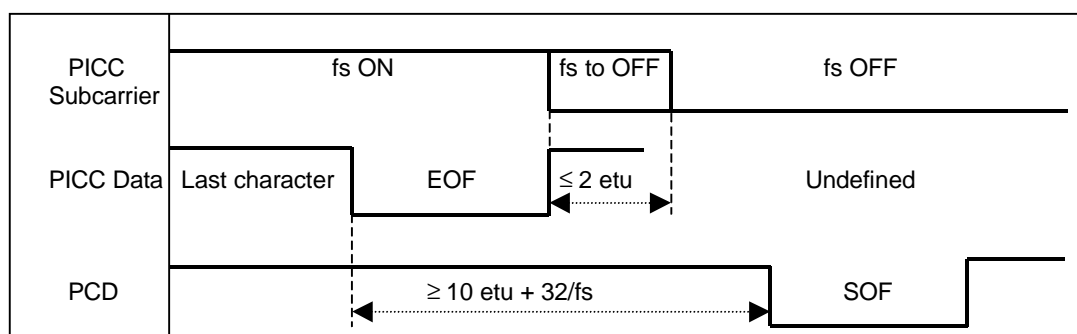 PICC
Subcarrier
fs ON
fs to OFF
fs OFF
PICC Data
Last character
EOF
≤ 2 etu
Undefined
PCD
≥ 10 etu + 32/fs
SOF